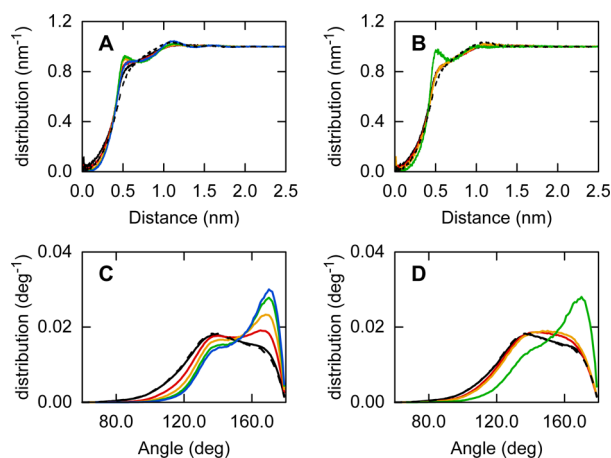 A
distribution (nm-1)
1.2
0.8
0.4
0.0
0.0 0.5 1.0 1.5 2.0 2.5
Distance (nm)
B
distribution (nm-1)
1.2
0.8
0.4
0.0
0.0 0.5 1.0 1.5 2.0 2.5
Distance (nm)
C
distribution (deg-1)
0.04
0.02
0.00
80.0 120.0 160.0
Angle (deg)
D
distribution (deg-1)
0.04
0.02
0.00
80.0 120.0 160.0
Angle (deg)